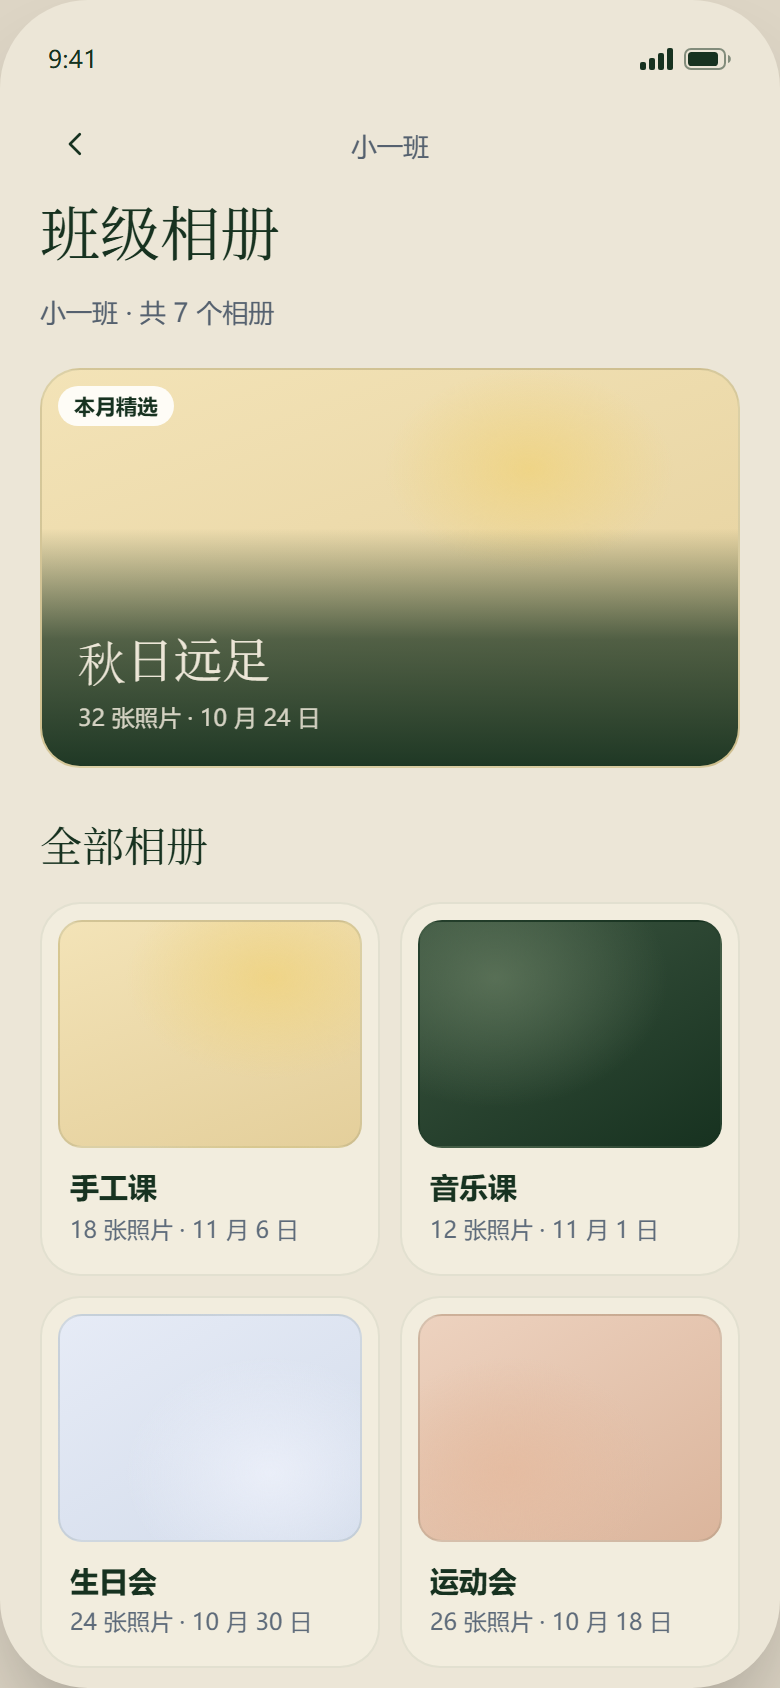 9:41
小一班
班级相册
小一班 · 共 7 个相册
本月精选
秋日远足
32 张照片 · 10 月 24 日
全部相册
手工课
18 张照片 · 11 月 6 日
音乐课
12 张照片 · 11 月 1 日
生日会
24 张照片 · 10 月 30 日
运动会
26 张照片 · 10 月 18 日